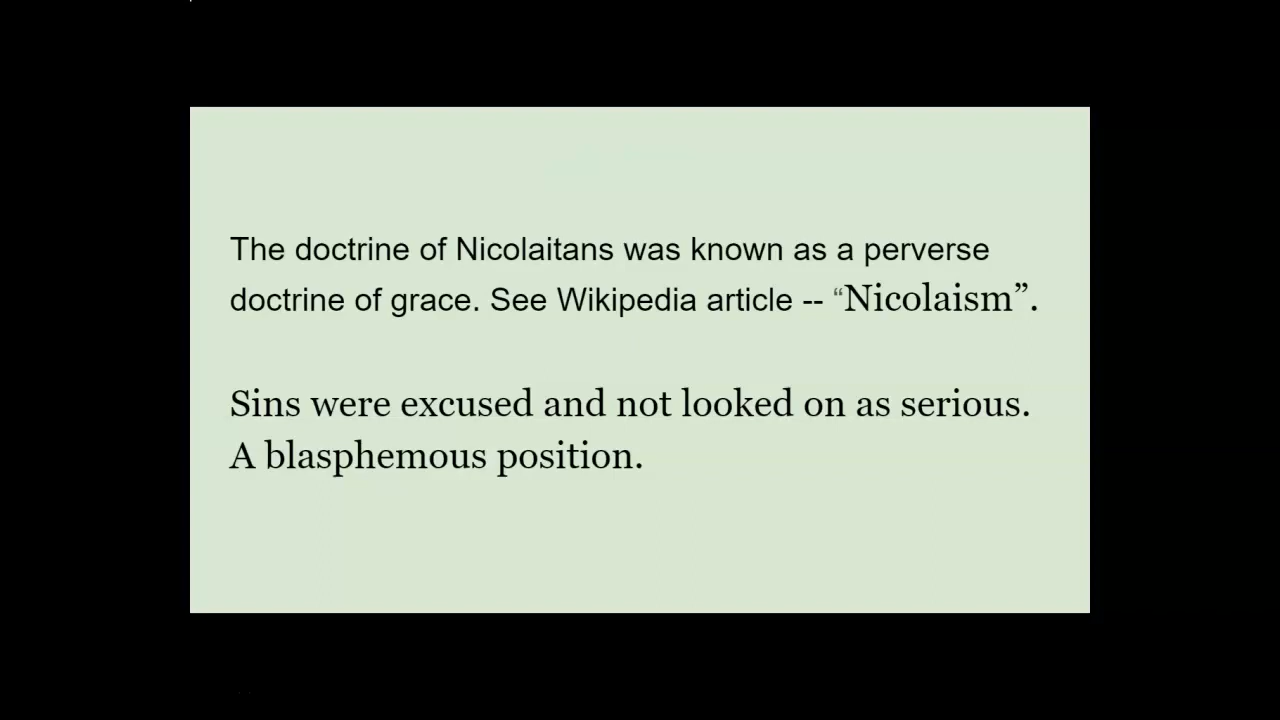 The doctrine of Nicolaitans was known as a perverse
doctrine of grace. See Wikipedia article -- “Nicolaism”.
Sins were excused and not looked on as serious.
A blasphemous position.